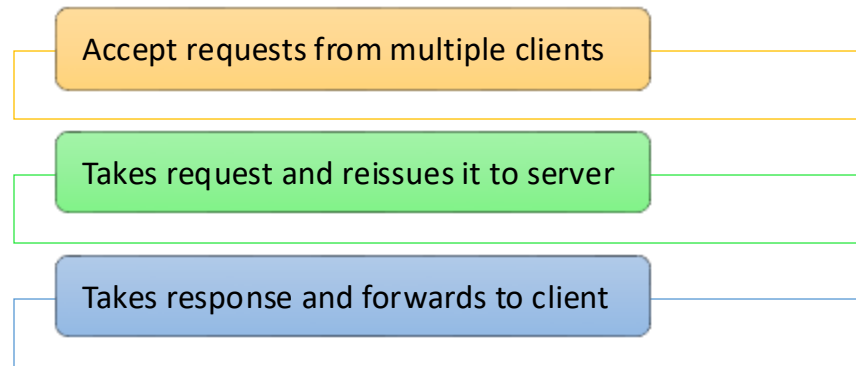 Accept requests from multiple clients
Takes request and reissues it to server
Takes response and forwards to client